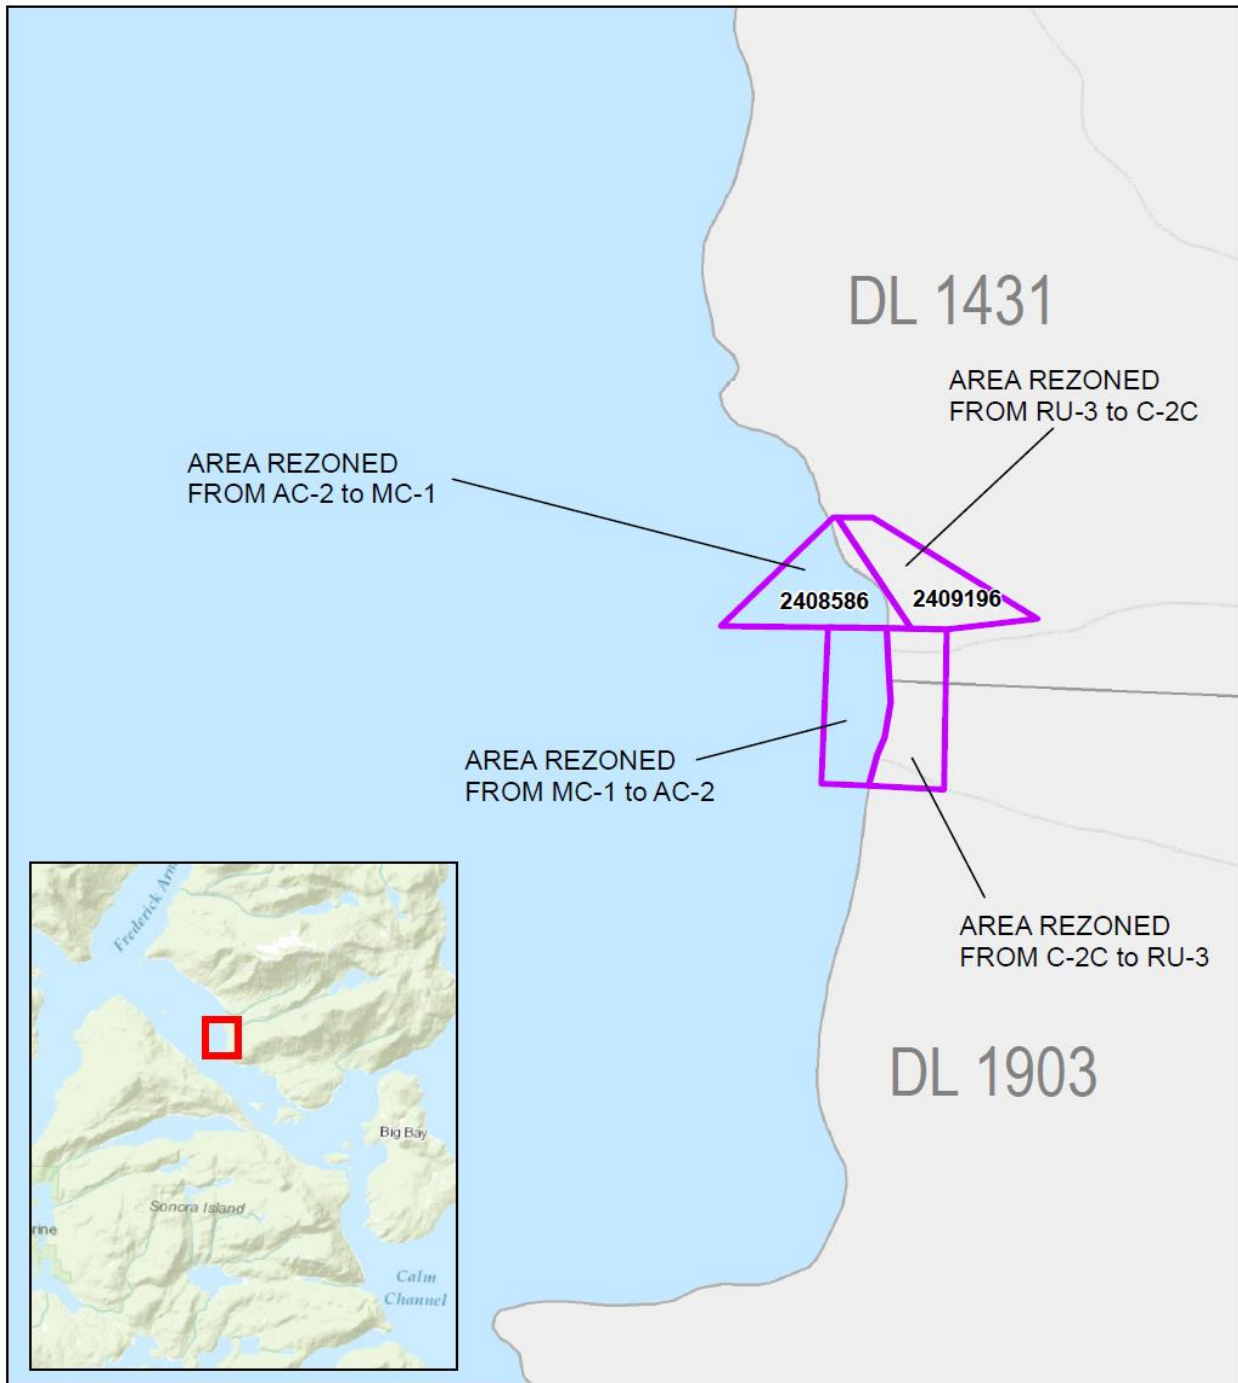 DL 1431
AREA REZONED
FROM RU-3 to C-2C
AREA REZONED
FROM AC-2 to MC-1
2408586
2409196
AREA REZONED
FROM MC-1 to AC-2
AREA REZONED
FROM C-2C to RU-3
DL 1903
Frederick Arm
Big Bay
Sonora Island
rine
Calm
Channel